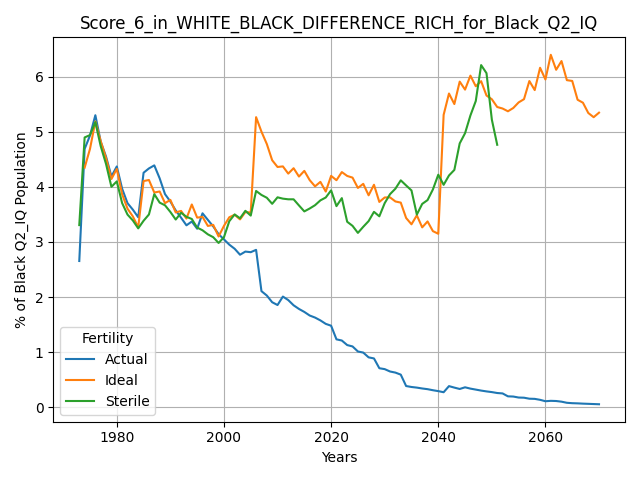 Score_6_in_WHITE_BLACK_DIFFERENCE_RICH_for_Black_Q2_IQ
% of Black Q2_IQ Population
6
5
4
3
2
1
0
Fertility
Actual
Ideal
Sterile
1980 2000 2020 2040 2060
Years